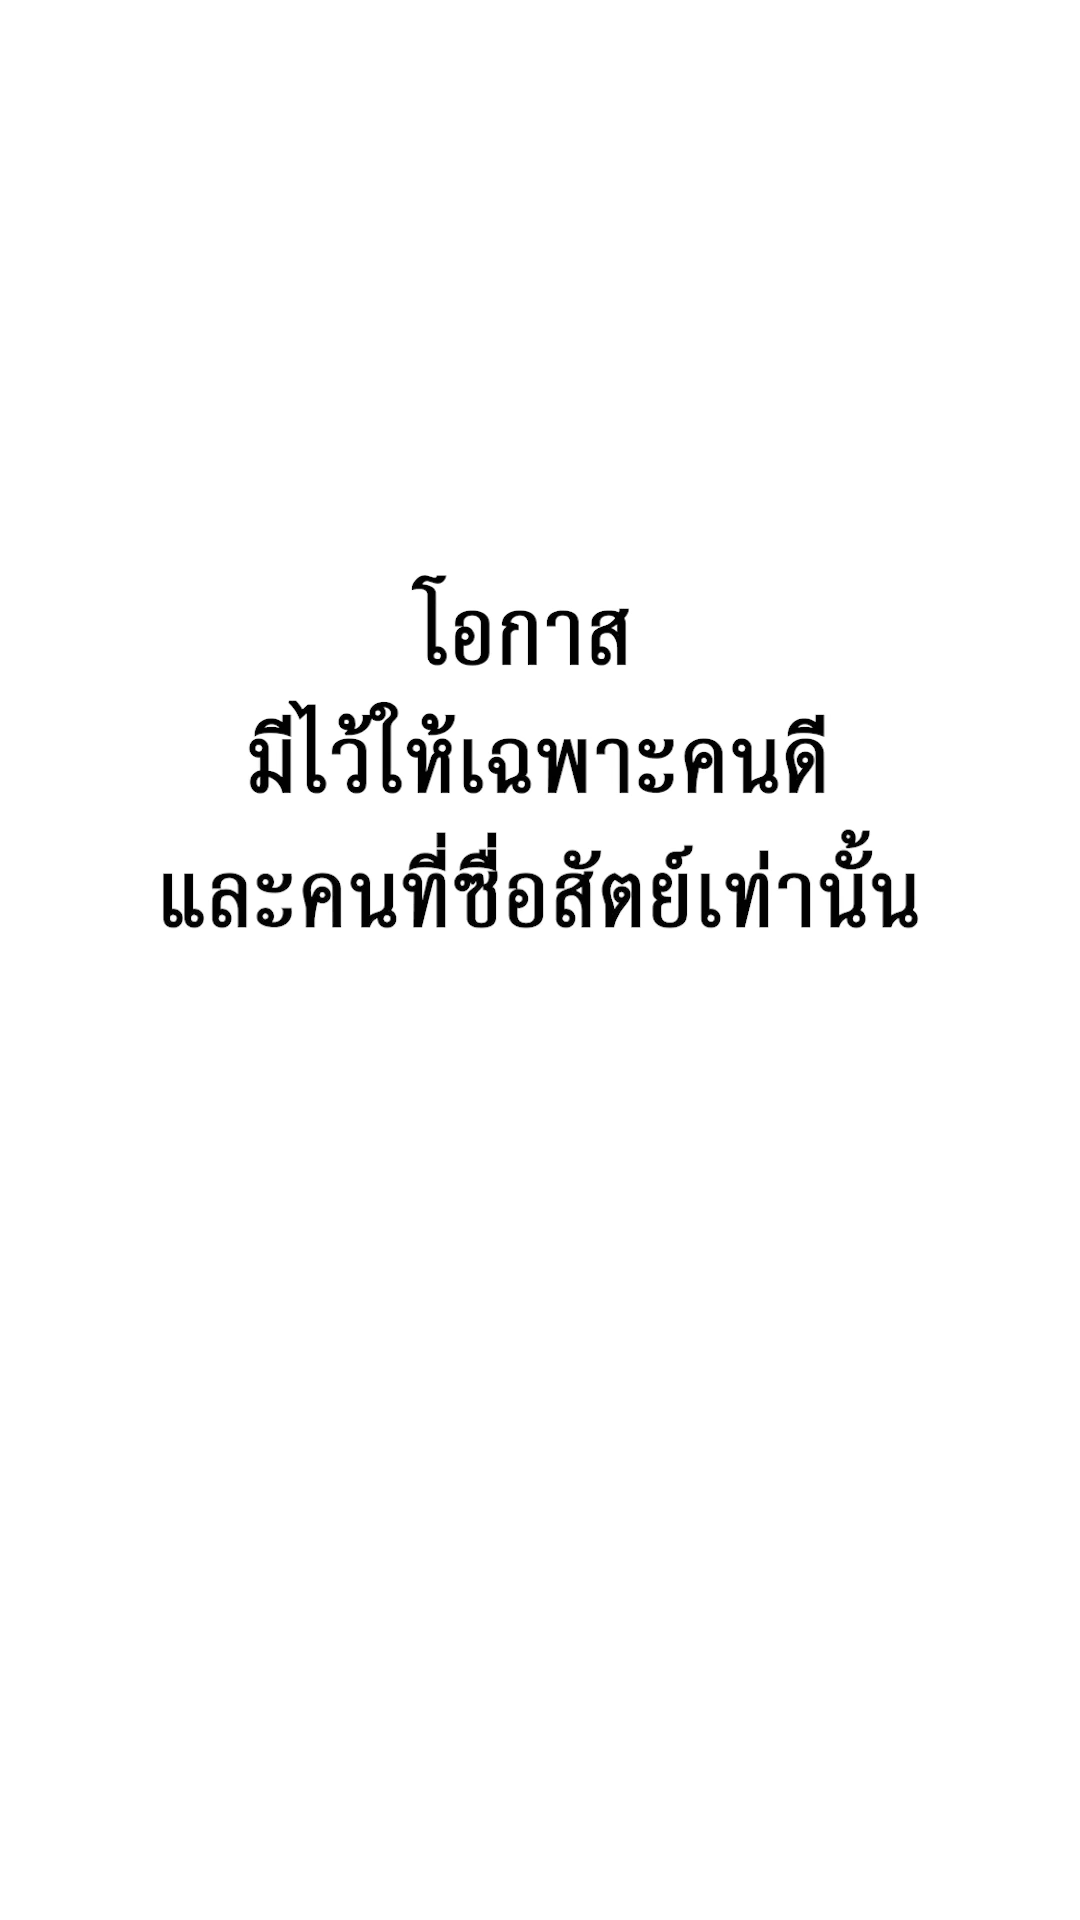 โอกาส
มีไว้ให้เฉพาะคนดี
และคนที่ซื่อสัตย์เท่านั้น